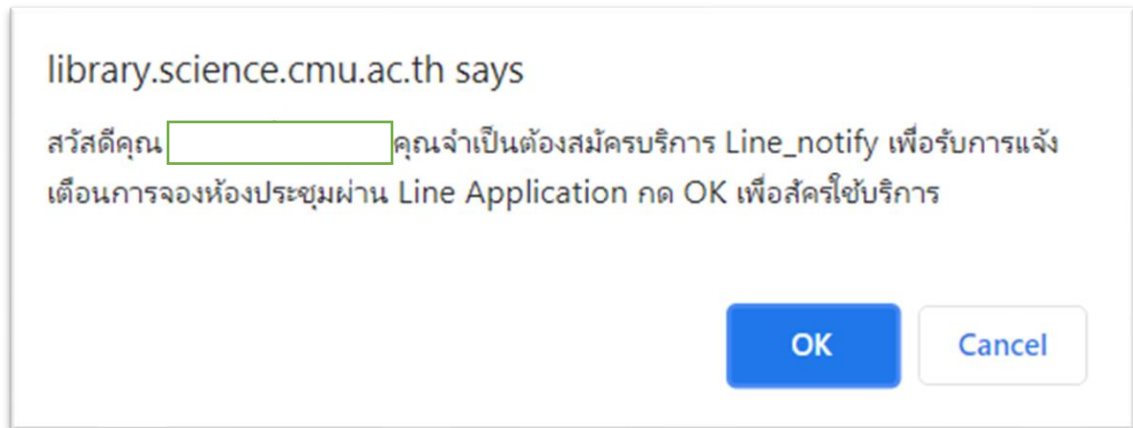 library.science.cmu.ac.th says
สวัสดีคุณ คุณจำเป็นต้องสมัครบริการ Line_notify เพื่อรับการแจ้ง
เตือนการจองห้องประชุมผ่าน Line Application กด OK เพื่อส้ครใข้บริการ
OK Cancel